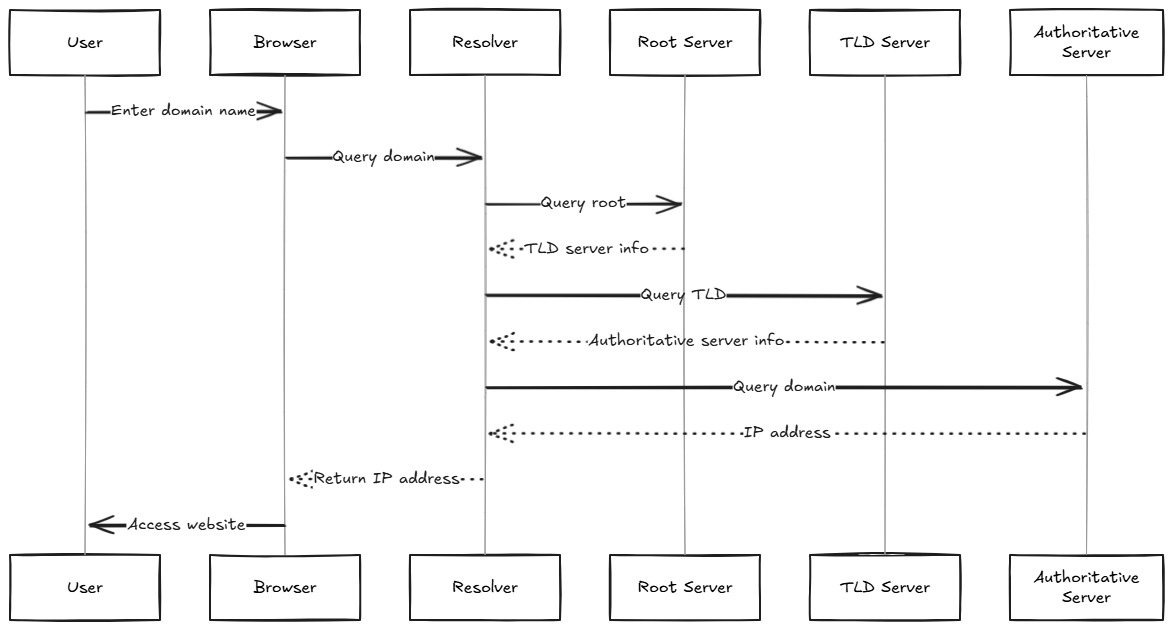 User
Browser
Resolver
Root Server
TLD Server
Authoritative
Server
Enter domain name
Query domain
Query root
TLD server info
Query TLD
Authoritative server info
Query domain
IP address
Return IP address
Access website
User
Browser
Resolver
Root Server
TLD Server
Authoritative
Server